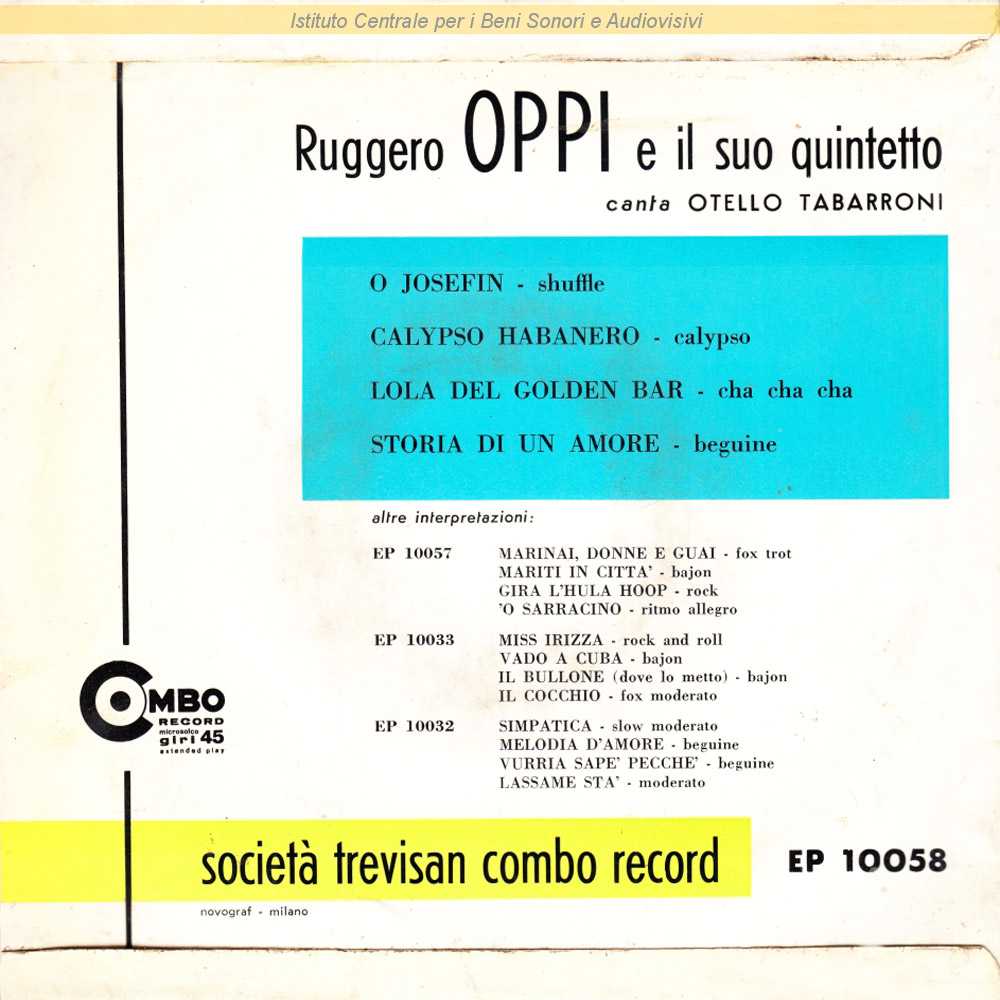 Istituto Centrale per i Beni Sonori e Audiovisivi
Ruggero OPPI e il suo quintetto
canta OTELLO TABARRONI
O JOSEFIN - shuffle
CALYPSO HABANERO - calypso
LOLA DEL GOLDEN BAR - cha cha cha
STORIA DI UN AMORE - beguine
altre interpretazioni:
EP 10057 MARINAI, DONNE E GUAI - fox trot
MARITI IN CITTA' - bajon
GIRA L'HULA HOOP - rock
'O SARRACINO - ritmo allegro
EP 10033 MISS IRIZZA - rock and roll
VADO A CUBA - bajon
IL BULLONE (dove lo metto) - bajon
IL COCCHIO - fox moderato
EP 10032 SIMPATICA - slow moderato
MELODIA D'AMORE - beguine
VURRIA SAPE' PECCHE' - beguine
LASSAME STA' - moderato
COMBO
RECORD
microsolco
giri 45
extended play
società trevisan combo record
EP 10058
novograf - milano